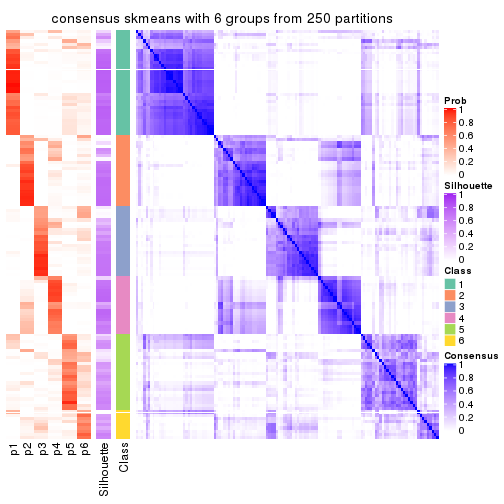 consensus skmeans with 6 groups from 250 partitions
Prob
1
0.8
0.6
0.4
0.2
0
Silhouette
1
0.8
0.6
0.4
0.2
0
Class
1
2
3
4
5
6
Consensus
1
0.8
0.6
0.4
0.2
0
p1
p2
p3
p4
p5
p6
Silhouette
Class